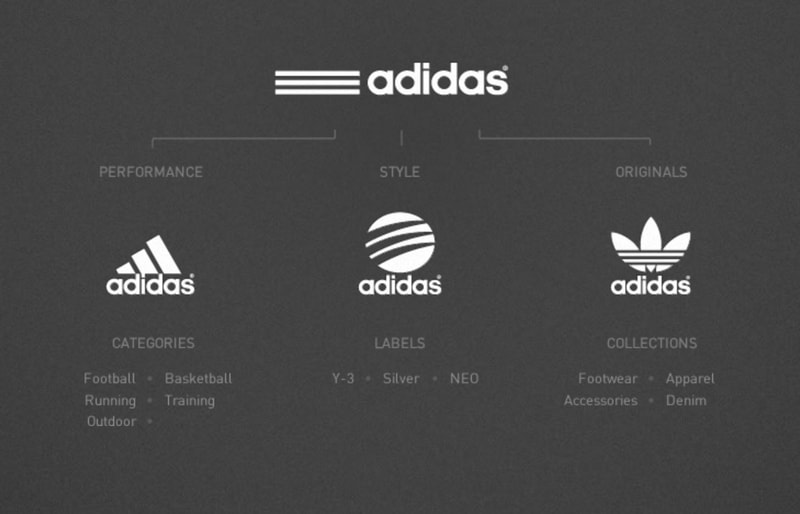 adidas®
PERFORMANCE STYLE ORIGINALS
adidas® adidas® adidas®
CATEGORIES LABELS COLLECTIONS
Football • Basketball Y-3 • Silver • NEO Footwear • Apparel
Running • Training Accessories • Denim
Outdoor •